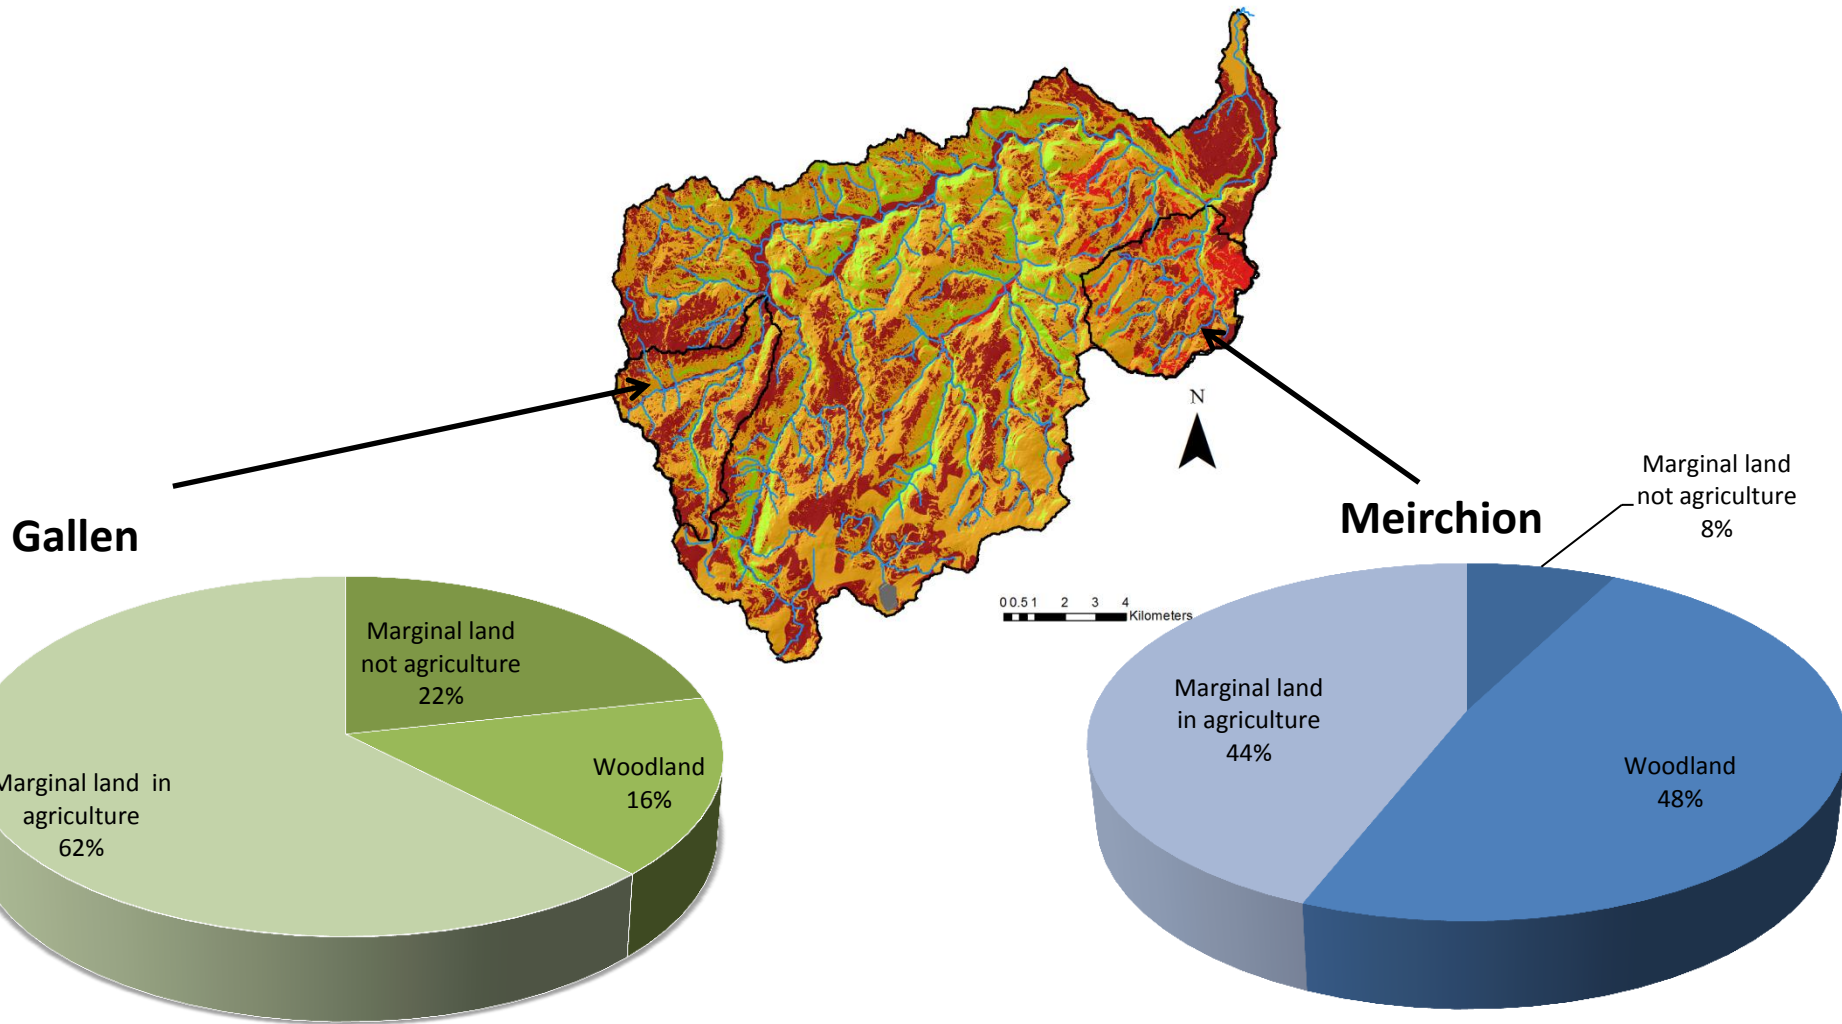 N
0 0.5 1 2 3 4
Kilometers
Gallen
Marginal land
not agriculture
22%
Woodland
16%
Marginal land in
agriculture
62%
Meirchion
Marginal land
not agriculture
8%
Marginal land
in agriculture
44%
Woodland
48%